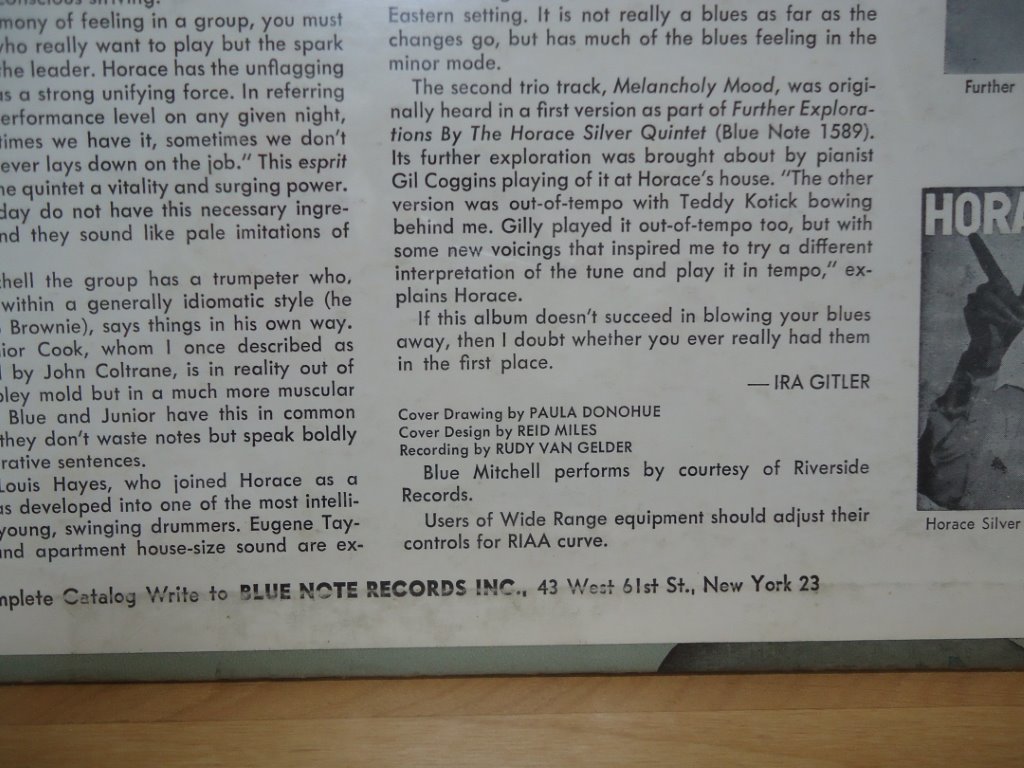 mony of feeling in a group, you must
who really want to play but the spark
the leader. Horace has the unflagging
as a strong unifying force. In referring
performance level on any given night,
times we have it, sometimes we don't
ever lays down on the job." This esprit
quintet a vitality and surging power.
day do not have this necessary ingre-
nd they sound like pale imitations of
chell the group has a trumpeter who,
within a generally idiomatic style (he
Brownie), says things in his own way.
ior Cook, whom I once described as
by John Coltrane, is in reality out of
bley mold but in a much more muscular
Blue and Junior have this in common
they don't waste notes but speak boldly
rative sentences.
Louis Hayes, who joined Horace as a
as developed into one of the most intelli-
young, swinging drummers. Eugene Tay-
and apartment house-size sound are ex-
Eastern setting. It is not really a blues as far as the
changes go, but has much of the blues feeling in the
minor mode.
The second trio track, Melancholy Mood, was origi-
nally heard in a first version as part of Further Explora-
tions By The Horace Silver Quintet (Blue Note 1589).
Its further exploration was brought about by pianist
Gil Coggins playing of it at Horace's house. "The other
version was out-of-tempo with Teddy Kotick bowing
behind me. Gilly played it out-of-tempo too, but with
some new voicings that inspired me to try a different
interpretation of the tune and play it in tempo," ex-
plains Horace.
If this album doesn't succeed in blowing your blues
away, then I doubt whether you ever really had them
in the first place.
— IRA GITLER
Cover Drawing by PAULA DONOHUE
Cover Design by REID MILES
Recording by RUDY VAN GELDER
Blue Mitchell performs by courtesy of Riverside
Records.
Users of Wide Range equipment should adjust their
controls for RIAA curve.
Further
HORA
Horace Silver
mplete Catalog Write to BLUE NOTE RECORDS INC., 43 West 61st St., New York 23